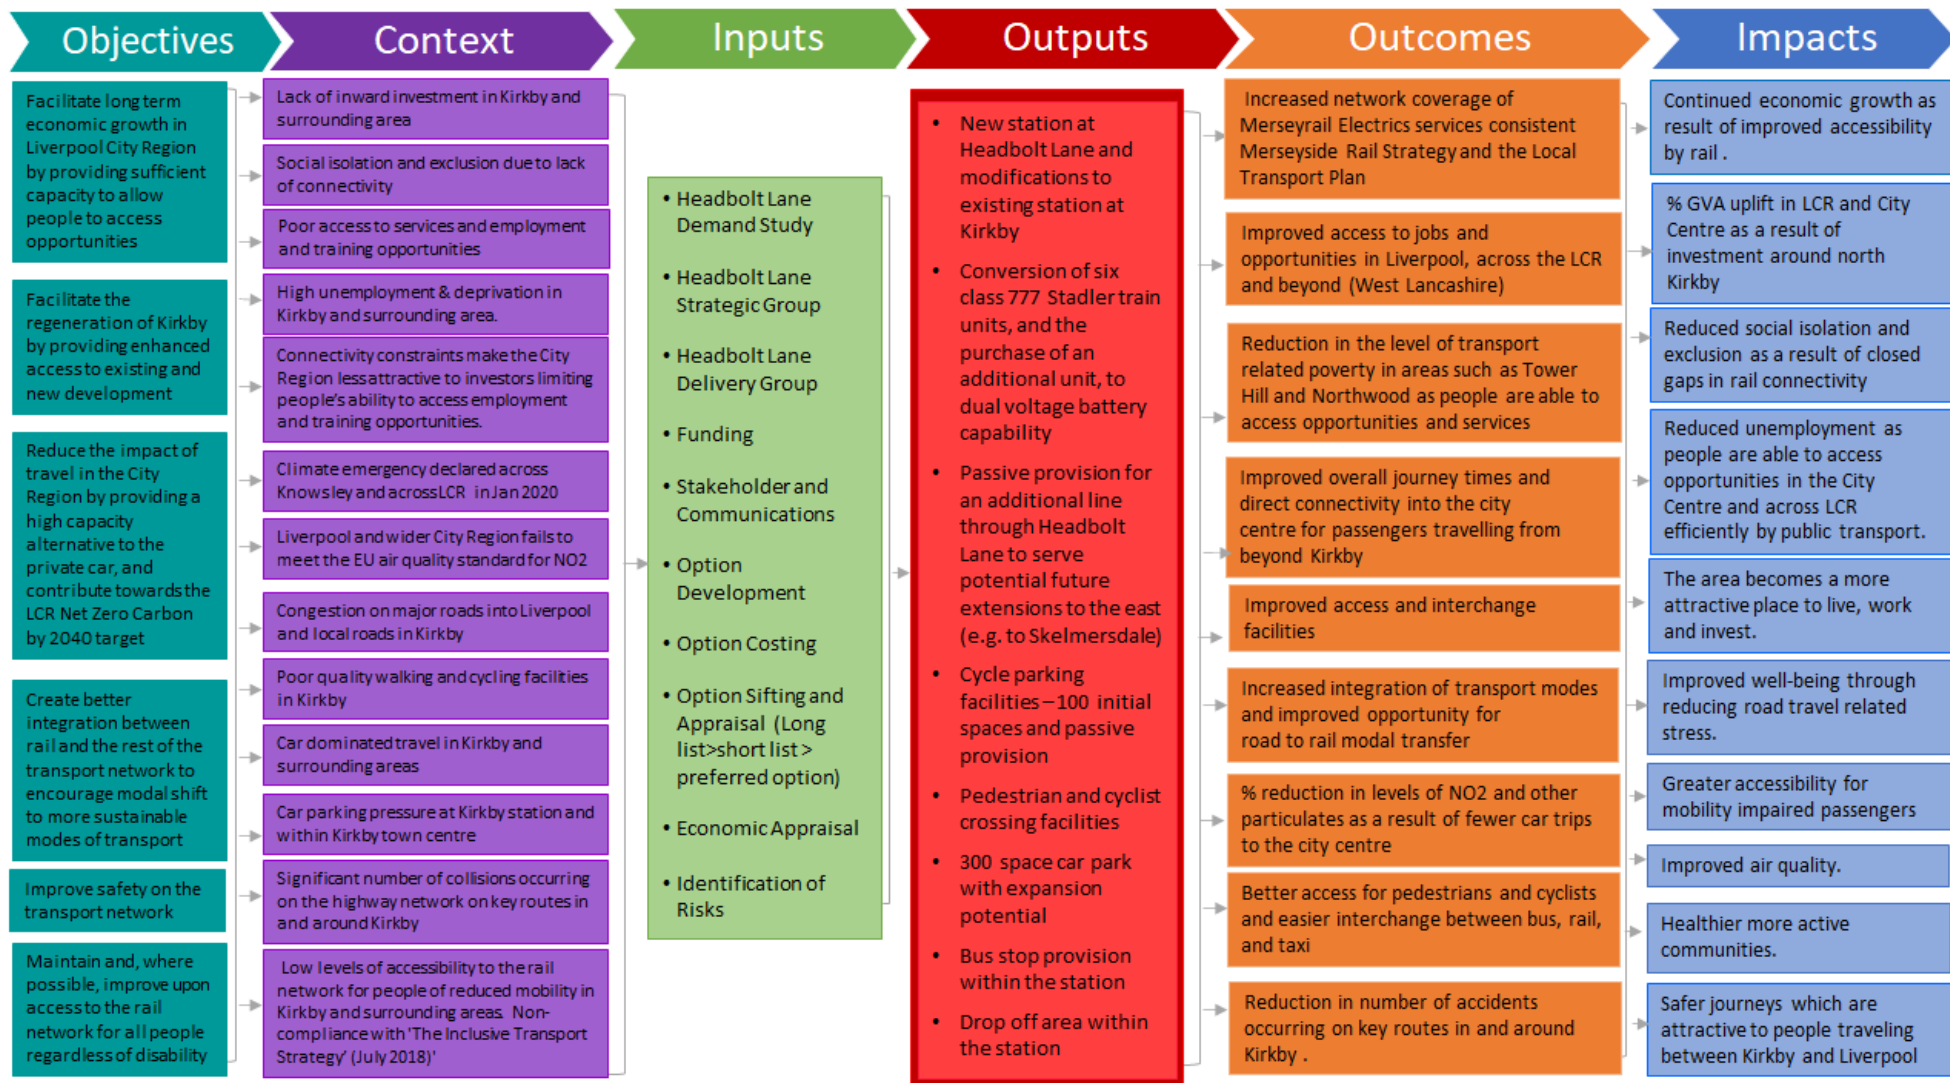 Objectives
Context
Inputs
Outputs
Outcomes
Impacts
Facilitate long term
economic growth in
Liverpool City Region
by providing sufficient
capacity to allow
people to access
opportunities
Facilitate the
regeneration of Kirkby
by providing enhanced
access to existing and
new development
Reduce the impact of
travel in the City
Region by providing a
high capacity
alternative to the
private car, and
contribute towards the
LCR Net Zero Carbon
by 2040 target
Create better
integration between
rail and the rest of the
transport network to
encourage modal shift
to more sustainable
modes of transport
Improve safety on the
transport network
Maintain and, where
possible, improve upon
access to the rail
network for all people
regardless of disability
Lack of inward investment in Kirkby and
surrounding area
Social isolation and exclusion due to lack
of connectivity
Poor access to services and employment
and training opportunities
High unemployment & deprivation in
Kirkby and surrounding area.
Connectivity constraints make the City
Region less attractive to investors limiting
people's ability to access employment
and training opportunities.
Climate emergency declared across
Knowsley and across LCR in Jan 2020
Liverpool and wider City Region fails to
meet the EU air quality standard for NO2
Congestion on major roads into Liverpool
and local roads in Kirkby
Poor quality walking and cycling facilities
in Kirkby
Car dominated travel in Kirkby and
surrounding areas
Car parking pressure at Kirkby station and
within Kirkby town centre
Significant number of collisions occurring
on the highway network on key routes in
and around Kirkby
Low levels of accessibility to the rail
network for people of reduced mobility in
Kirkby and surrounding areas. Non-
compliance with 'The Inclusive Transport
Strategy' (July 2018)'
• Headbolt Lane
Demand Study
• Headbolt Lane
Strategic Group
• Headbolt Lane
Delivery Group
• Funding
• Stakeholder and
Communications
• Option
Development
• Option Costing
• Option Sifting and
Appraisal (Long
list>short list >
preferred option)
• Economic Appraisal
• Identification of
Risks
• New station at
Headbolt Lane and
modifications to
existing station at
Kirkby
• Conversion of six
class 777 Stadler train
units, and the
purchase of an
additional unit, to
dual voltage battery
capability
• Passive provision for
an additional line
through Headbolt
Lane to serve
potential future
extensions to the east
(e.g. to Skelmersdale)
• Cycle parking
facilities – 100 initial
spaces and passive
provision
• Pedestrian and cyclist
crossing facilities
• 300 space car park
with expansion
potential
• Bus stop provision
within the station
• Drop off area within
the station
Increased network coverage of
Merseyrail Electrics services consistent
Merseyside Rail Strategy and the Local
Transport Plan
Improved access to jobs and
opportunities in Liverpool, across the LCR
and beyond (West Lancashire)
Reduction in the level of transport
related poverty in areas such as Tower
Hill and Northwood as people are able to
access opportunities and services
Improved overall journey times and
direct connectivity into the city
centre for passengers travelling from
beyond Kirkby
Improved access and interchange
facilities
Increased integration of transport modes
and improved opportunity for
road to rail modal transfer
% reduction in levels of NO2 and other
particulates as a result of fewer car trips
to the city centre
Better access for pedestrians and cyclists
and easier interchange between bus, rail,
and taxi
Reduction in number of accidents
occurring on key routes in and around
Kirkby .
Continued economic growth as
result of improved accessibility
by rail .
% GVA uplift in LCR and City
Centre as a result of
investment around north
Kirkby
Reduced social isolation and
exclusion as a result of closed
gaps in rail connectivity
Reduced unemployment as
people are able to access
opportunities in the City
Centre and across LCR
efficiently by public transport.
The area becomes a more
attractive place to live, work
and invest.
Improved well-being through
reducing road travel related
stress.
Greater accessibility for
mobility impaired passengers
Improved air quality.
Healthier more active
communities.
Safer journeys which are
attractive to people traveling
between Kirkby and Liverpool